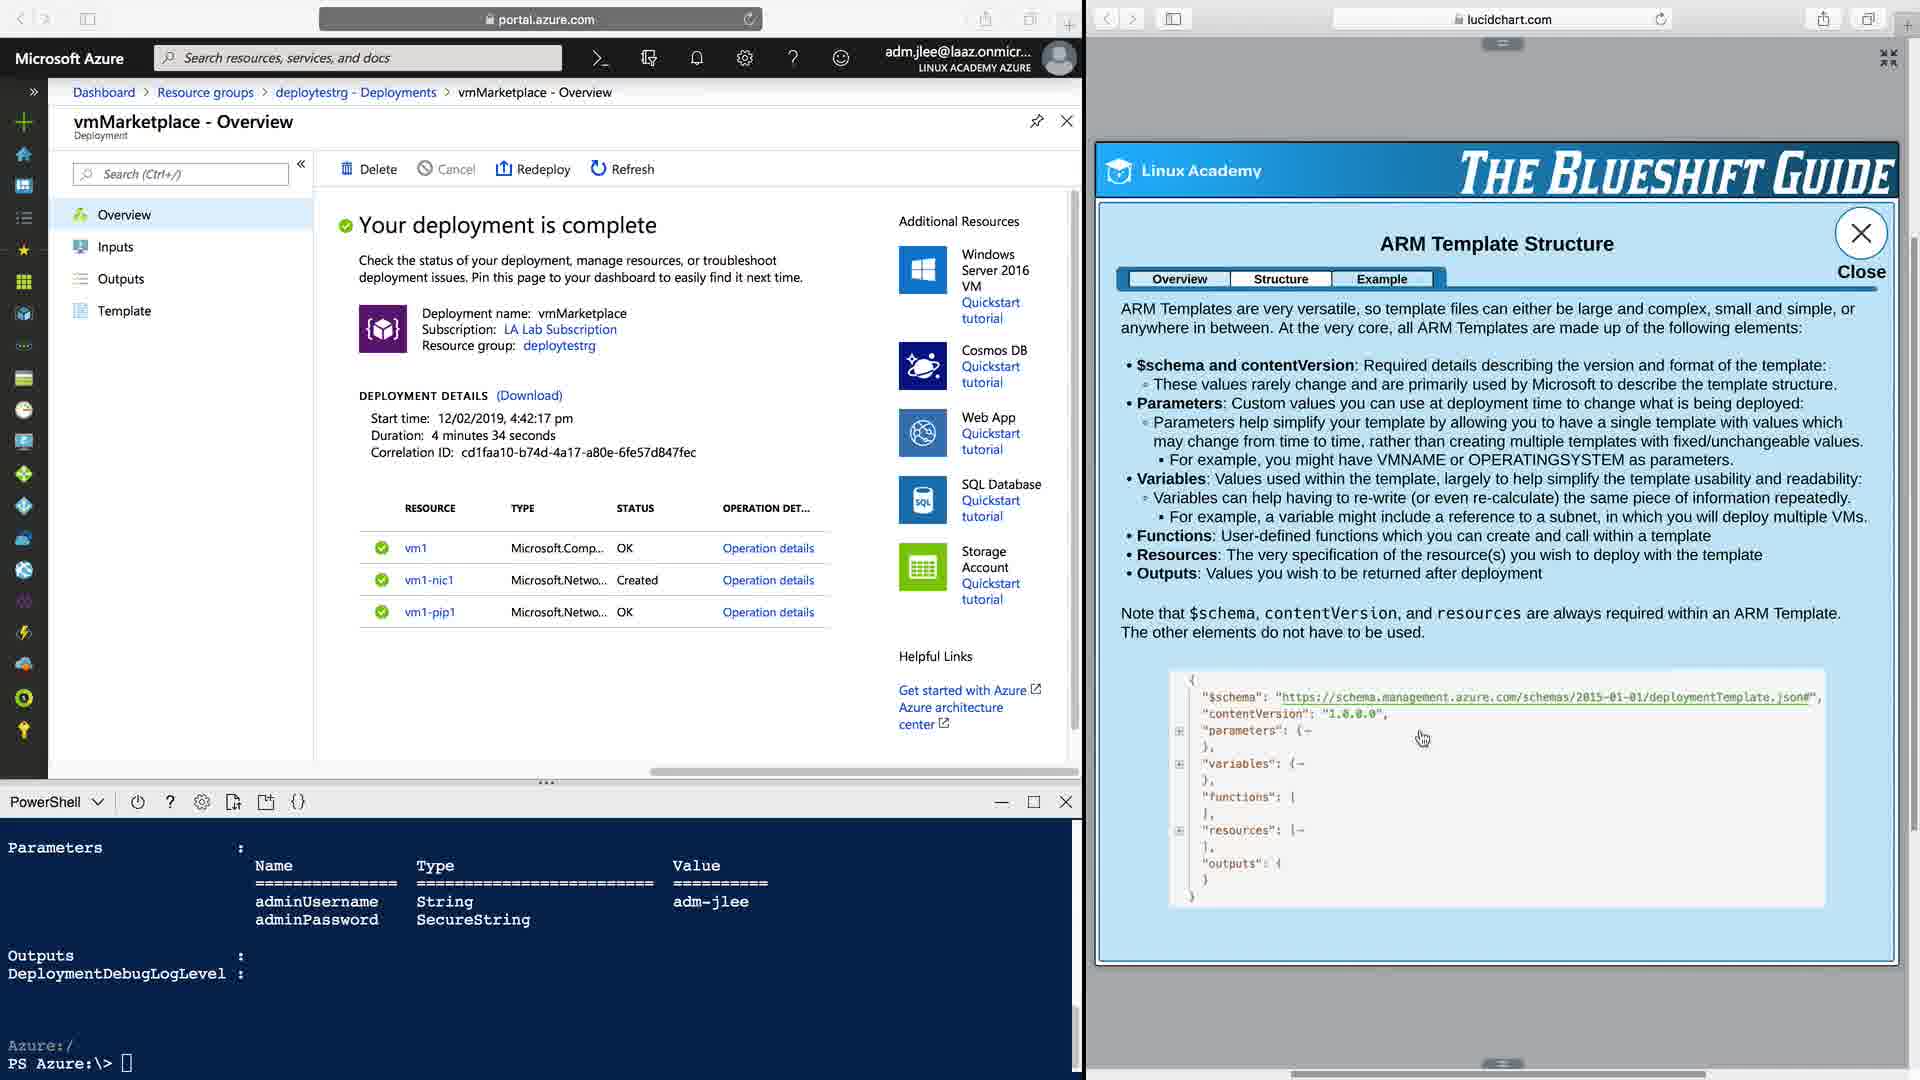 portal.azure.com
Microsoft Azure
Search resources, services, and docs
adm.jlee@laaz.onmicr...
LINUX ACADEMY AZURE
Dashboard > Resource groups > deploytestrg - Deployments > vmMarketplace - Overview
vmMarketplace - Overview
Deployment
Search (Ctrl+/)
Overview
Inputs
Outputs
Template
Delete Cancel Redeploy Refresh
Your deployment is complete
Check the status of your deployment, manage resources, or troubleshoot
deployment issues. Pin this page to your dashboard to easily find it next time.
Deployment name: vmMarketplace
Subscription: LA Lab Subscription
Resource group: deploytestrg
DEPLOYMENT DETAILS (Download)
Start time: 12/02/2019, 4:42:17 pm
Duration: 4 minutes 34 seconds
Correlation ID: cd1faa10-b74d-4a17-a80e-6fe57d847fec
RESOURCE TYPE STATUS OPERATION DET...
vm1 Microsoft.Comp... OK Operation details
vm1-nic1 Microsoft.Netwo... Created Operation details
vm1-pip1 Microsoft.Netwo... OK Operation details
Additional Resources
Windows
Server 2016
VM
Quickstart
tutorial
Cosmos DB
Quickstart
tutorial
Web App
Quickstart
tutorial
SQL Database
Quickstart
tutorial
Storage
Account
Quickstart
tutorial
Helpful Links
Get started with Azure
Azure architecture
center
PowerShell
Parameters :
Name Type Value
=============== ========================= ==========
adminUsername String adm-jlee
adminPassword SecureString
Outputs :
DeploymentDebugLogLevel :
Azure:/
PS Azure:\>
lucidchart.com
Linux Academy
THE BLUESHIFT GUIDE
ARM Template Structure
Close
Overview Structure Example
ARM Templates are very versatile, so template files can either be large and complex, small and simple, or
anywhere in between. At the very core, all ARM Templates are made up of the following elements:
• $schema and contentVersion: Required details describing the version and format of the template:
◦ These values rarely change and are primarily used by Microsoft to describe the template structure.
• Parameters: Custom values you can use at deployment time to change what is being deployed:
◦ Parameters help simplify your template by allowing you to have a single template with values which
may change from time to time, rather than creating multiple templates with fixed/unchangeable values.
▪ For example, you might have VMNAME or OPERATINGSYSTEM as parameters.
• Variables: Values used within the template, largely to help simplify the template usability and readability:
◦ Variables can help having to re-write (or even re-calculate) the same piece of information repeatedly.
▪ For example, a variable might include a reference to a subnet, in which you will deploy multiple VMs.
• Functions: User-defined functions which you can create and call within a template
• Resources: The very specification of the resource(s) you wish to deploy with the template
• Outputs: Values you wish to be returned after deployment
Note that $schema, contentVersion, and resources are always required within an ARM Template.
The other elements do not have to be used.
{
"$schema": "https://schema.management.azure.com/schemas/2015-01-01/deploymentTemplate.json#",
"contentVersion": "1.0.0.0",
"parameters": {
},
"variables": {
},
"functions": [
],
"resources": [
],
"outputs": {
}
}